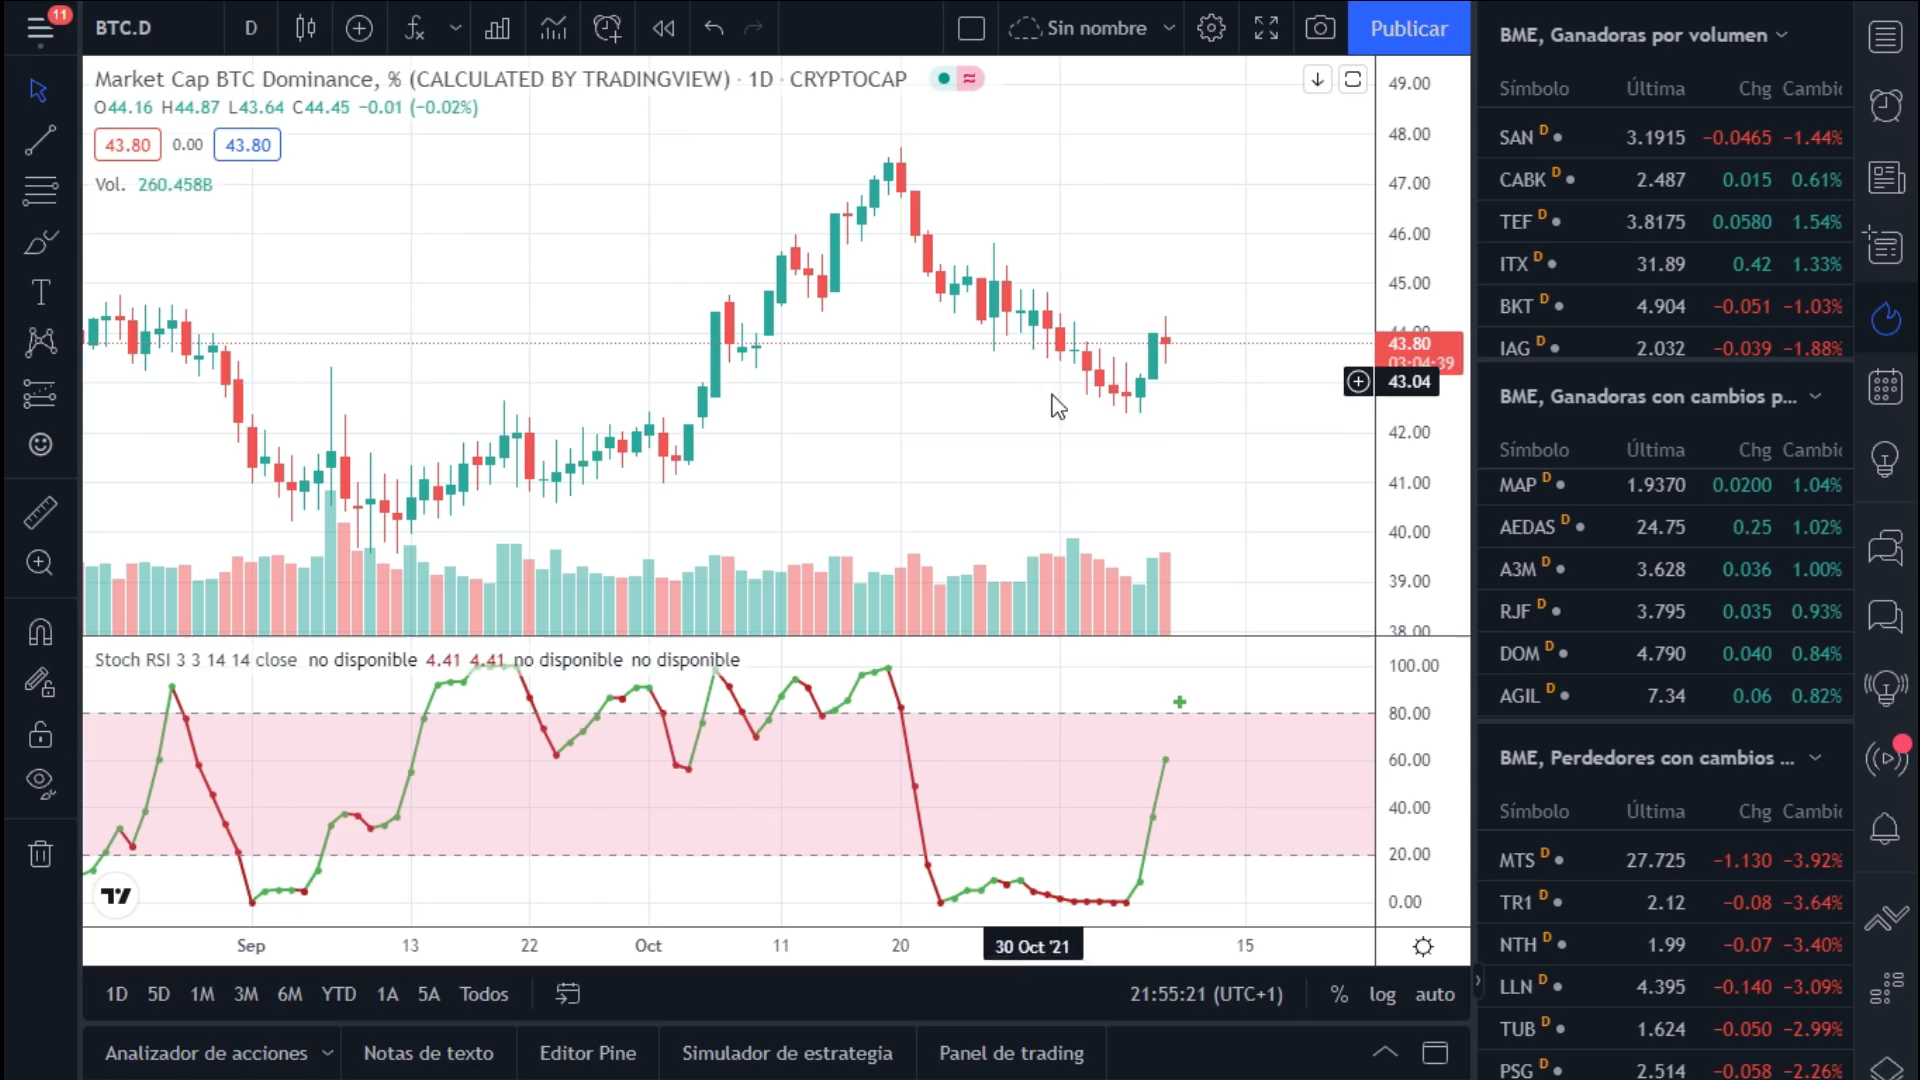 11
BTC.D
D
Sin nombre
Publicar
Market Cap BTC Dominance, % (CALCULATED BY TRADINGVIEW) · 1D · CRYPTOCAP
O44.16 H44.87 L43.64 C44.45 −0.01 (−0.02%)
43.80 0.00 43.80
Vol. 260.458B
49.00
48.00
47.00
46.00
45.00
44.00
43.80
03:04:39
43.04
42.00
41.00
40.00
39.00
38.00
Stoch RSI 3 3 14 14 close no disponible 4.41 4.41 no disponible no disponible
100.00
80.00
60.00
40.00
20.00
0.00
Sep 13 22 Oct 11 20 30 Oct '21 15
1D 5D 1M 3M 6M YTD 1A 5A Todos
21:55:21 (UTC+1) % log auto
Analizador de acciones Notas de texto Editor Pine Simulador de estrategia Panel de trading
BME, Ganadoras por volumen
Símbolo Última Chg Cambio
SAN D 3.1915 −0.0465 −1.44%
CABK D 2.487 0.015 0.61%
TEF D 3.8175 0.0580 1.54%
ITX D 31.89 0.42 1.33%
BKT D 4.904 −0.051 −1.03%
IAG D 2.032 −0.039 −1.88%
BME, Ganadoras con cambios p...
Símbolo Última Chg Cambio
MAP D 1.9370 0.0200 1.04%
AEDAS D 24.75 0.25 1.02%
A3M D 3.628 0.036 1.00%
RJF D 3.795 0.035 0.93%
DOM D 4.790 0.040 0.84%
AGIL D 7.34 0.06 0.82%
BME, Perdedores con cambios ...
Símbolo Última Chg Cambio
MTS D 27.725 −1.130 −3.92%
TR1 D 2.12 −0.08 −3.64%
NTH D 1.99 −0.07 −3.40%
LLN D 4.395 −0.140 −3.09%
TUB D 1.624 −0.050 −2.99%
PSG D 2.514 −0.058 −2.26%